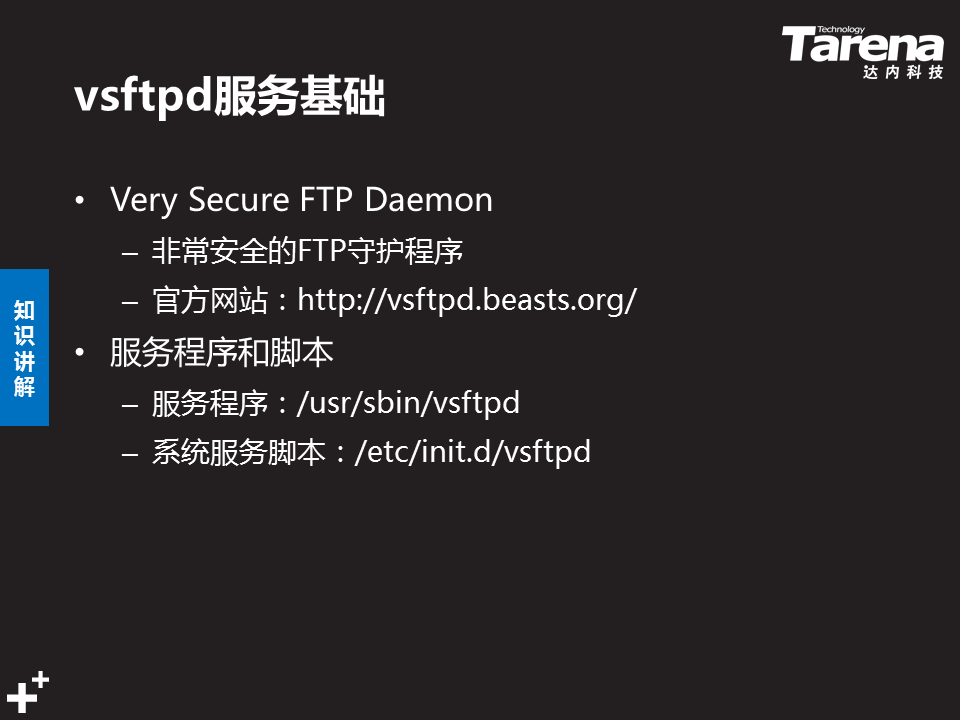 Technology
Tarena
达内科技
vsftpd服务基础
• Very Secure FTP Daemon
– 非常安全的FTP守护程序
– 官方网站：http://vsftpd.beasts.org/
• 服务程序和脚本
– 服务程序：/usr/sbin/vsftpd
– 系统服务脚本：/etc/init.d/vsftpd
知识讲解